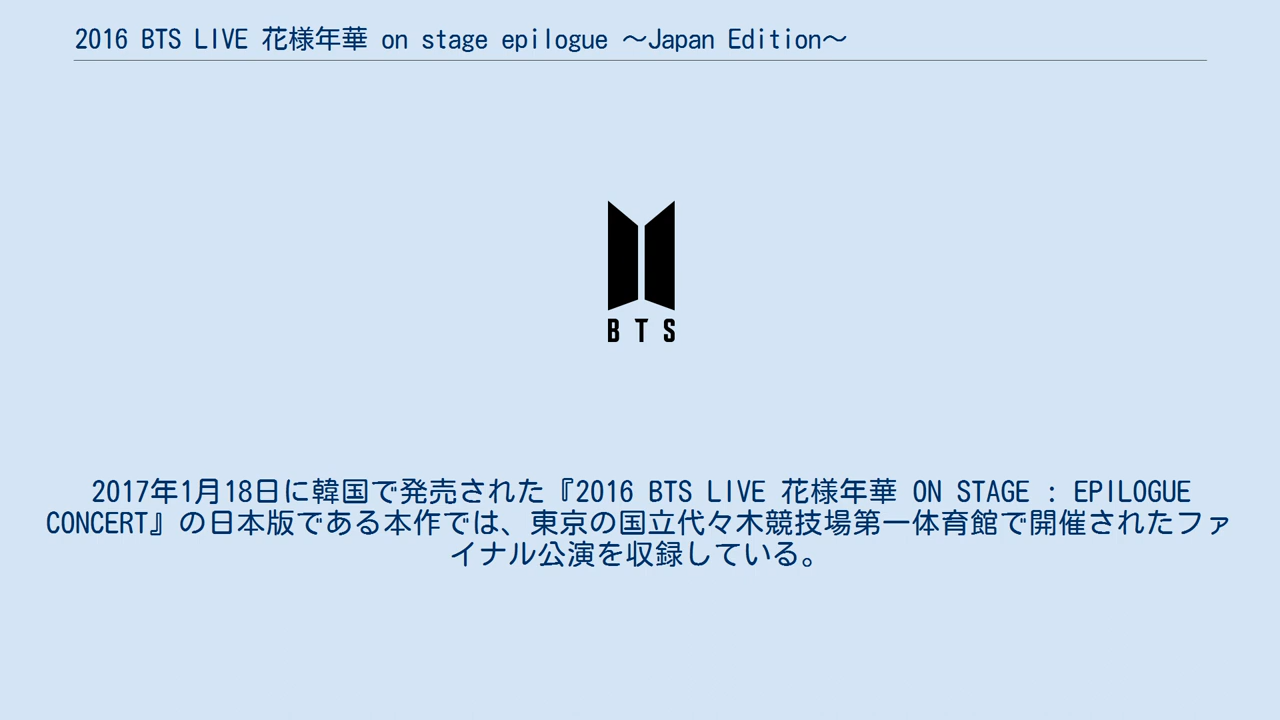 2016 BTS LIVE 花様年華 on stage epilogue ～Japan Edition～
BTS
2017年1月18日に韓国で発売された『2016 BTS LIVE 花様年華 ON STAGE : EPILOGUE
CONCERT』の日本版である本作では、東京の国立代々木競技場第一体育館で開催されたファ
イナル公演を収録している。